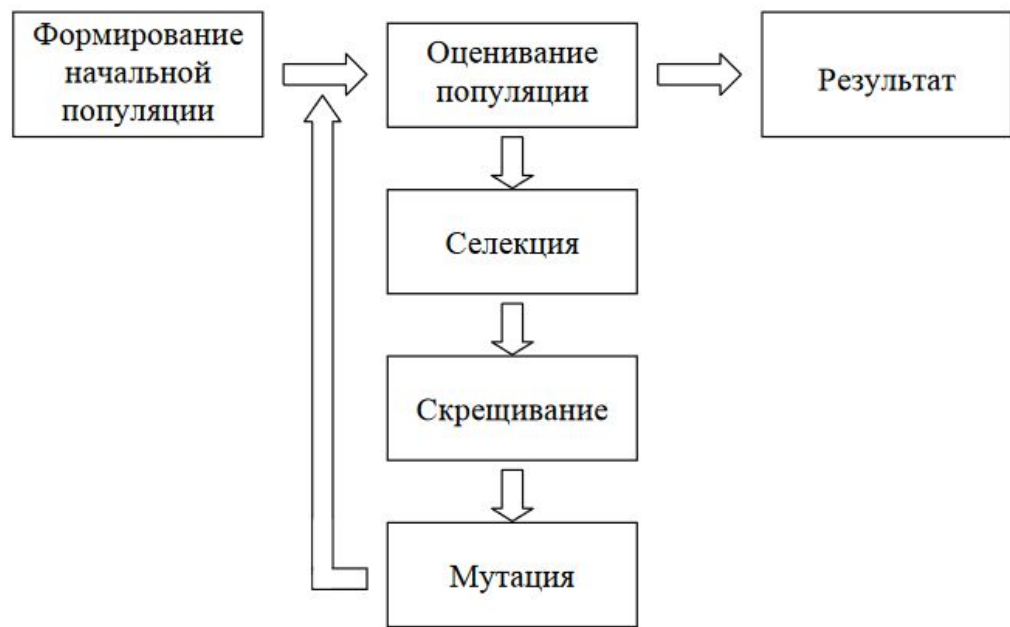 Формирование
начальной
популяции
Оценивание
популяции
Результат
Селекция
Скрещивание
Мутация